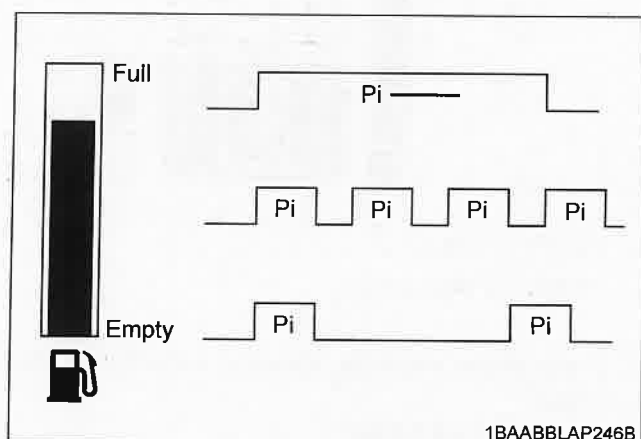 Full
Pi
Pi Pi Pi Pi
Pi Pi
Empty
1BAABBLAP246B